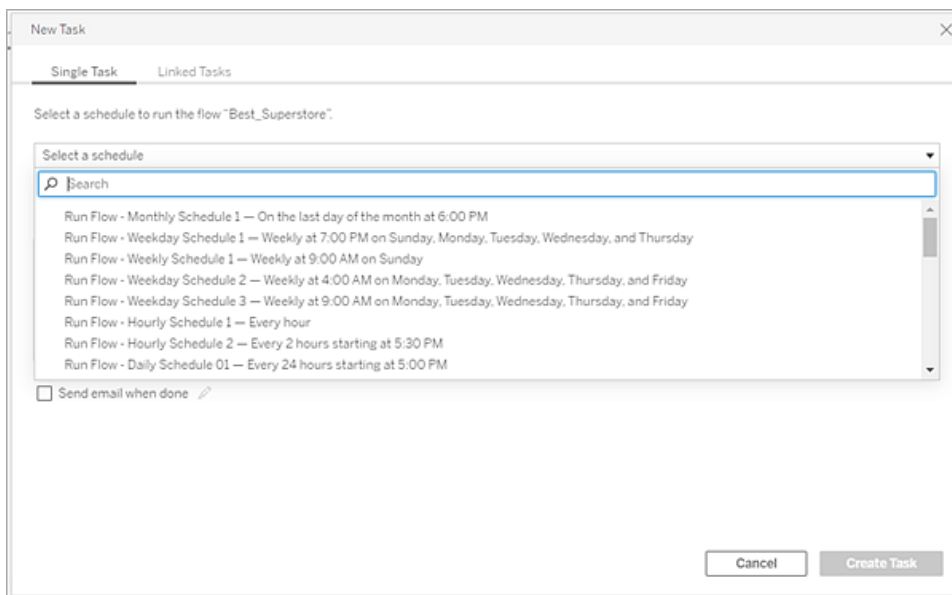 New Task
Single Task Linked Tasks
Select a schedule to run the flow "Best_Superstore".
Select a schedule
Search
Run Flow - Monthly Schedule 1 — On the last day of the month at 6:00 PM
Run Flow - Weekday Schedule 1 — Weekly at 7:00 PM on Sunday, Monday, Tuesday, Wednesday, and Thursday
Run Flow - Weekly Schedule 1 — Weekly at 9:00 AM on Sunday
Run Flow - Weekday Schedule 2 — Weekly at 4:00 AM on Monday, Tuesday, Wednesday, Thursday, and Friday
Run Flow - Weekday Schedule 3 — Weekly at 9:00 AM on Monday, Tuesday, Wednesday, Thursday, and Friday
Run Flow - Hourly Schedule 1 — Every hour
Run Flow - Hourly Schedule 2 — Every 2 hours starting at 5:30 PM
Run Flow - Daily Schedule 01 — Every 24 hours starting at 5:00 PM
Send email when done
Cancel Create Task